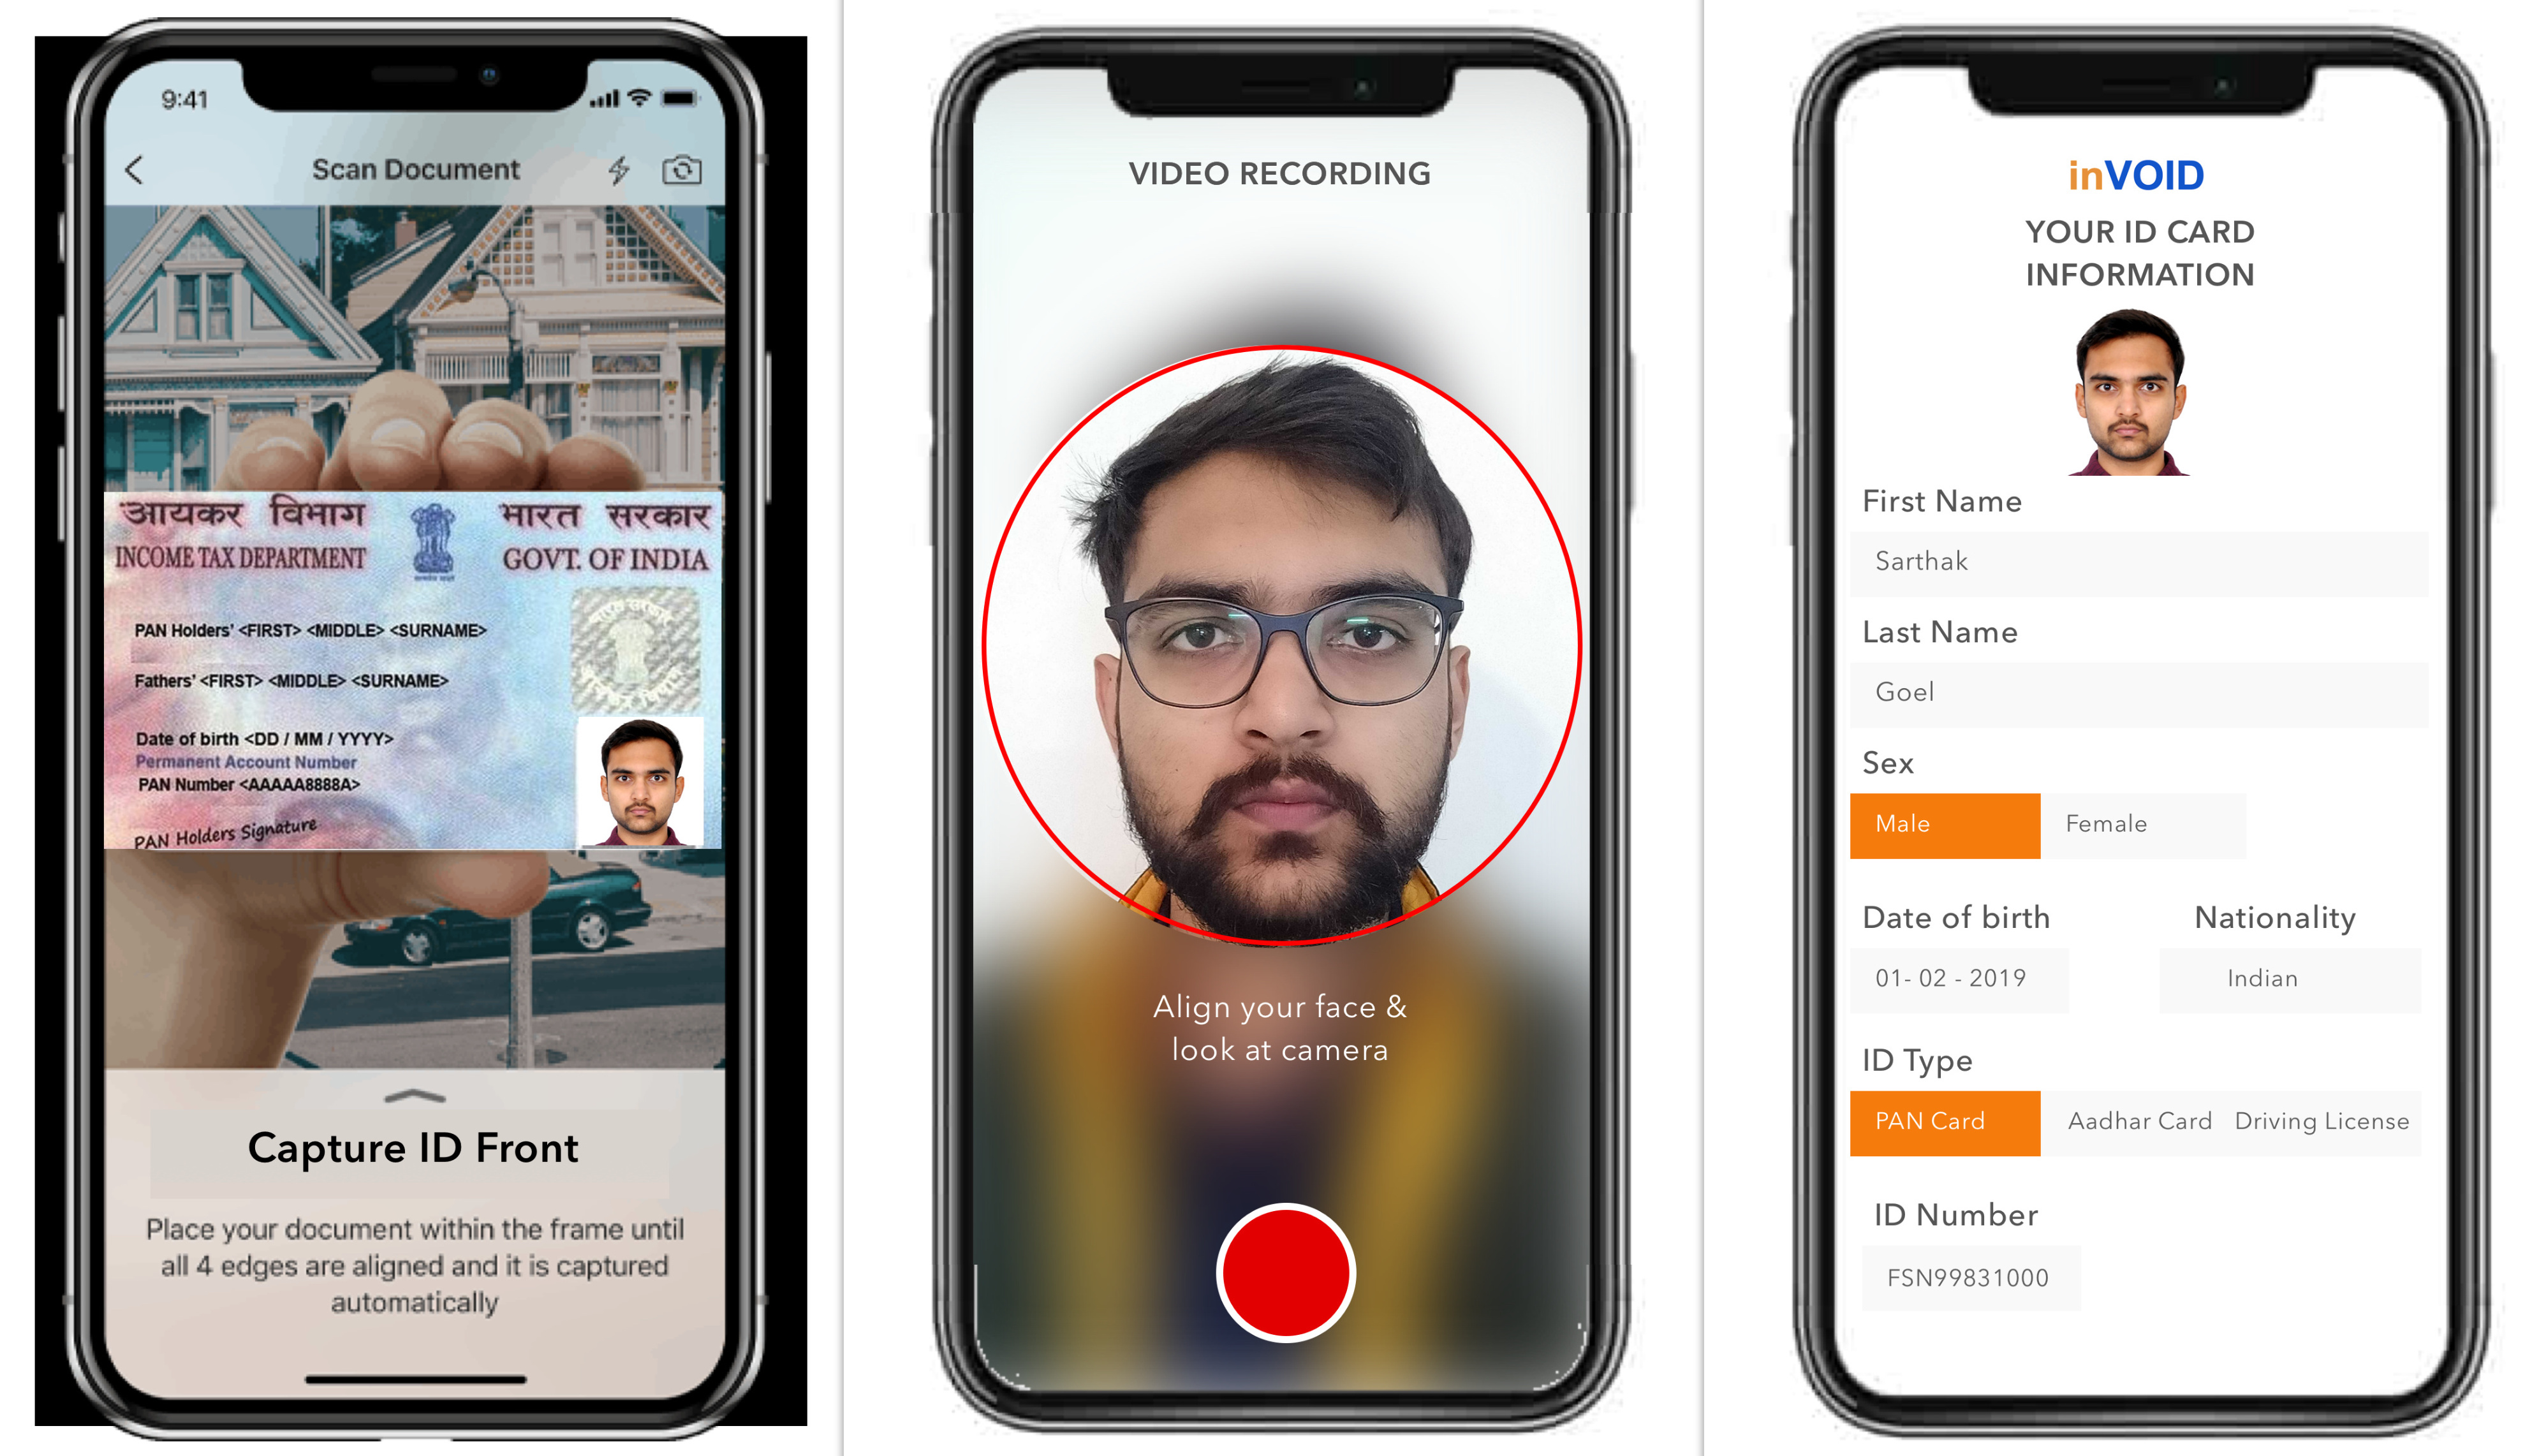 9:41
Scan Document
आयकर विभाग
भारत सरकार
INCOME TAX DEPARTMENT
GOVT. OF INDIA
PAN Holders' <FIRST> <MIDDLE> <SURNAME>
Fathers' <FIRST> <MIDDLE> <SURNAME>
Date of birth <DD / MM / YYYY>
Permanent Account Number
PAN Number <AAAAA8888A>
PAN Holders Signature
Capture ID Front
Place your document within the frame until
all 4 edges are aligned and it is captured
automatically
VIDEO RECORDING
Align your face &
look at camera
inVOID
YOUR ID CARD
INFORMATION
First Name
Sarthak
Last Name
Goel
Sex
Male Female
Date of birth Nationality
01- 02 - 2019 Indian
ID Type
PAN Card Aadhar Card Driving License
ID Number
FSN99831000